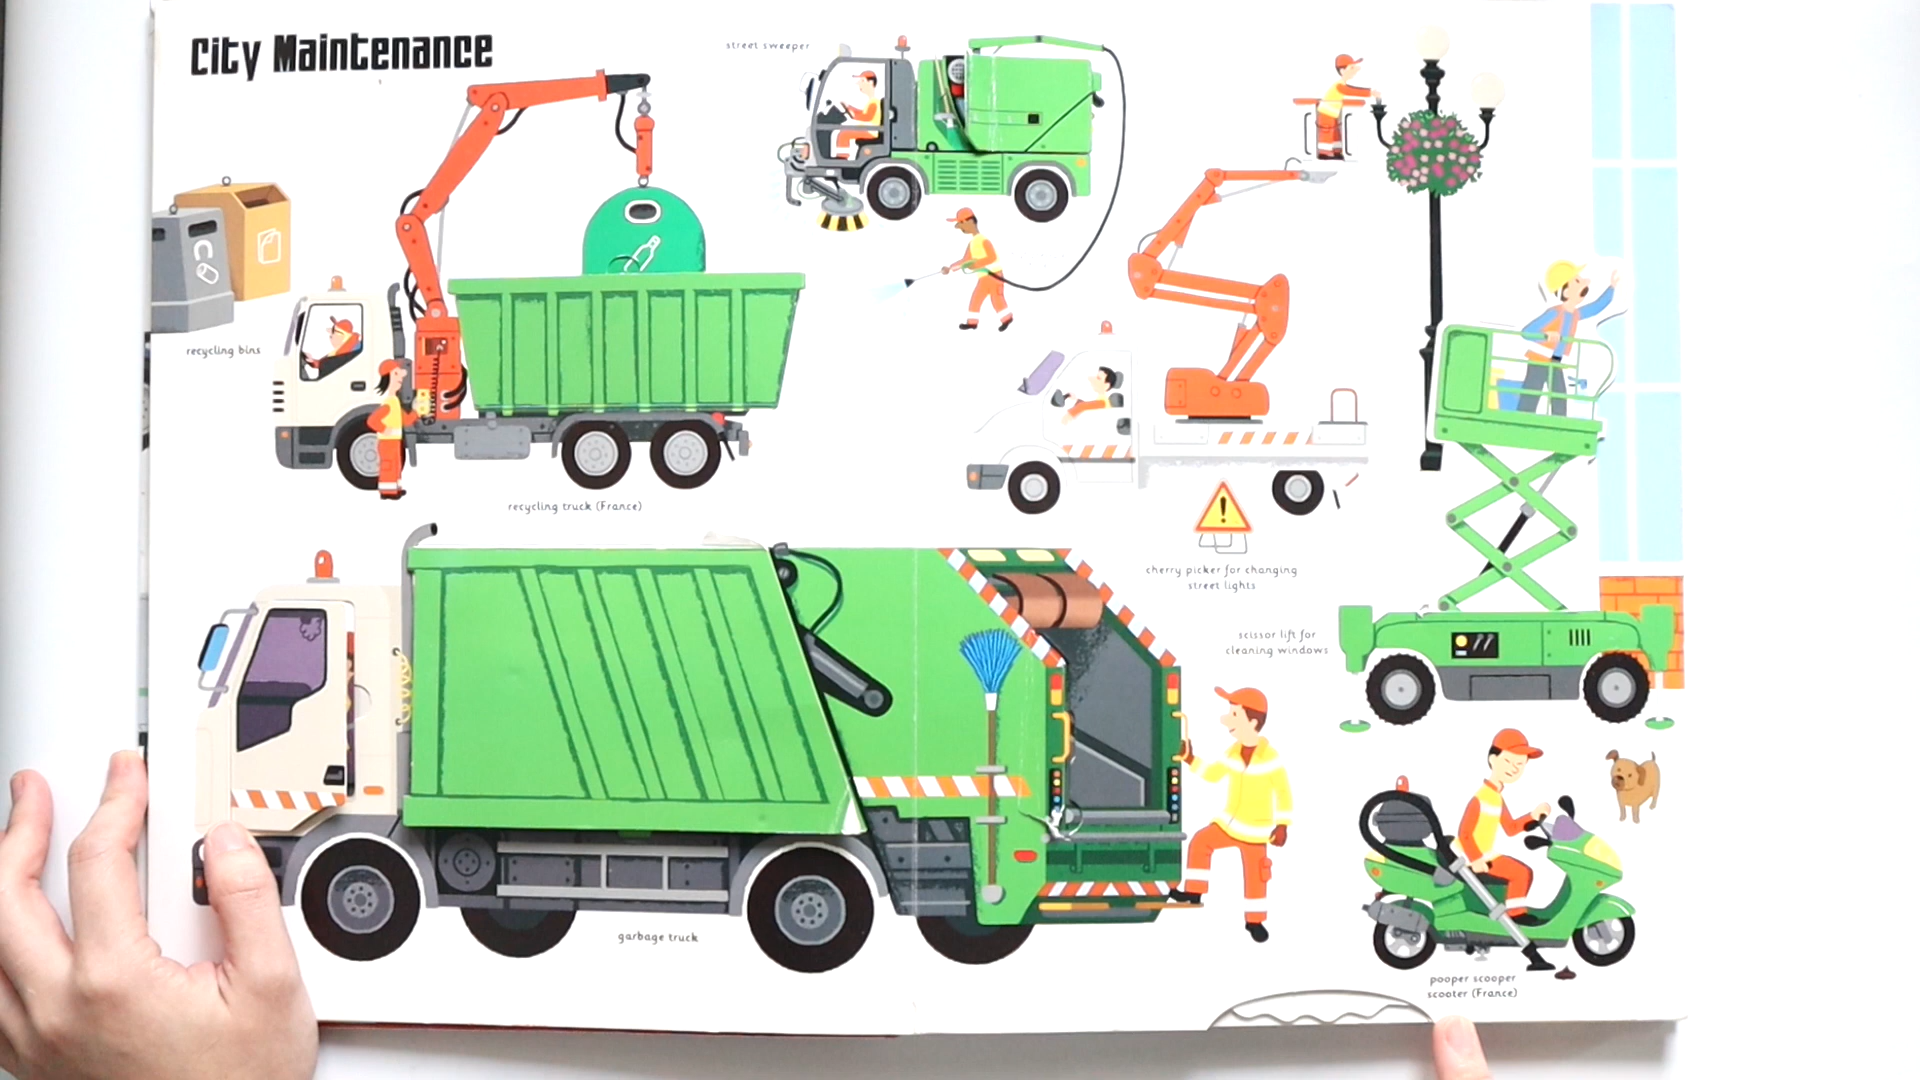 City Maintenance
street sweeper
recycling bins
recycling truck (France)
cherry picker for changing
street lights
scissor lift for
cleaning windows
garbage truck
pooper scooper
scooter (France)